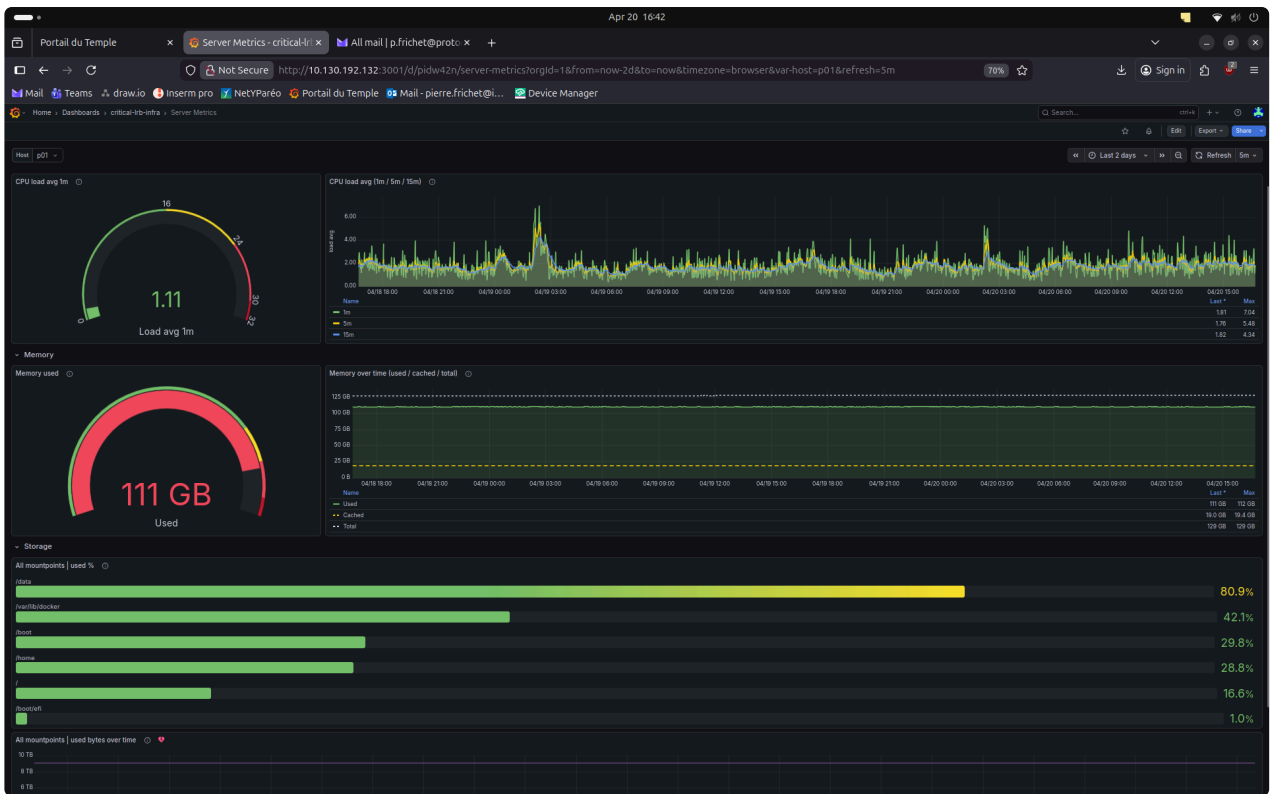 Apr 20 16:42
Portail du Temple × Server Metrics - critical-lr × All mail | p.frichet@proto × +
Not Secure http://10.130.192.132:3001/d/pidw42n/server-metrics?orgId=1&from=now-2d&to=now&timezone=browser&var-host=p01&refresh=5m 70% Sign in 2
Mail Teams draw.io Inserm pro NetYParéo Portail du Temple Mail - pierre.frichet@i... Device Manager
Home › Dashboards › critical-lrb-infra › Server Metrics Search... ctrl+k
Edit Export Share
Host p01 Last 2 days Refresh 5m
CPU load avg 1m
0 16 24 30 32
1.11
Load avg 1m
CPU load avg (1m / 5m / 15m)
load avg
6.00
4.00
2.00
0.00
04/18 18:00 04/18 21:00 04/19 00:00 04/19 03:00 04/19 06:00 04/19 09:00 04/19 12:00 04/19 15:00 04/19 18:00 04/19 21:00 04/20 00:00 04/20 03:00 04/20 06:00 04/20 09:00 04/20 12:00 04/20 15:00
Name Last * Max
1m 1.81 7.04
5m 1.76 5.48
15m 1.82 4.34
Memory
Memory used
111 GB
Used
Memory over time (used / cached / total)
125 GB
100 GB
75 GB
50 GB
25 GB
0 B
04/18 18:00 04/18 21:00 04/19 00:00 04/19 03:00 04/19 06:00 04/19 09:00 04/19 12:00 04/19 15:00 04/19 18:00 04/19 21:00 04/20 00:00 04/20 03:00 04/20 06:00 04/20 09:00 04/20 12:00 04/20 15:00
Name Last * Max
Used 111 GB 112 GB
Cached 19.0 GB 19.4 GB
Total 129 GB 129 GB
Storage
All mountpoints | used %
/data
80.9%
/var/lib/docker
42.1%
/boot
29.8%
/home
28.8%
/
16.6%
/boot/efi
1.0%
All mountpoints | used bytes over time
10 TB
8 TB
6 TB